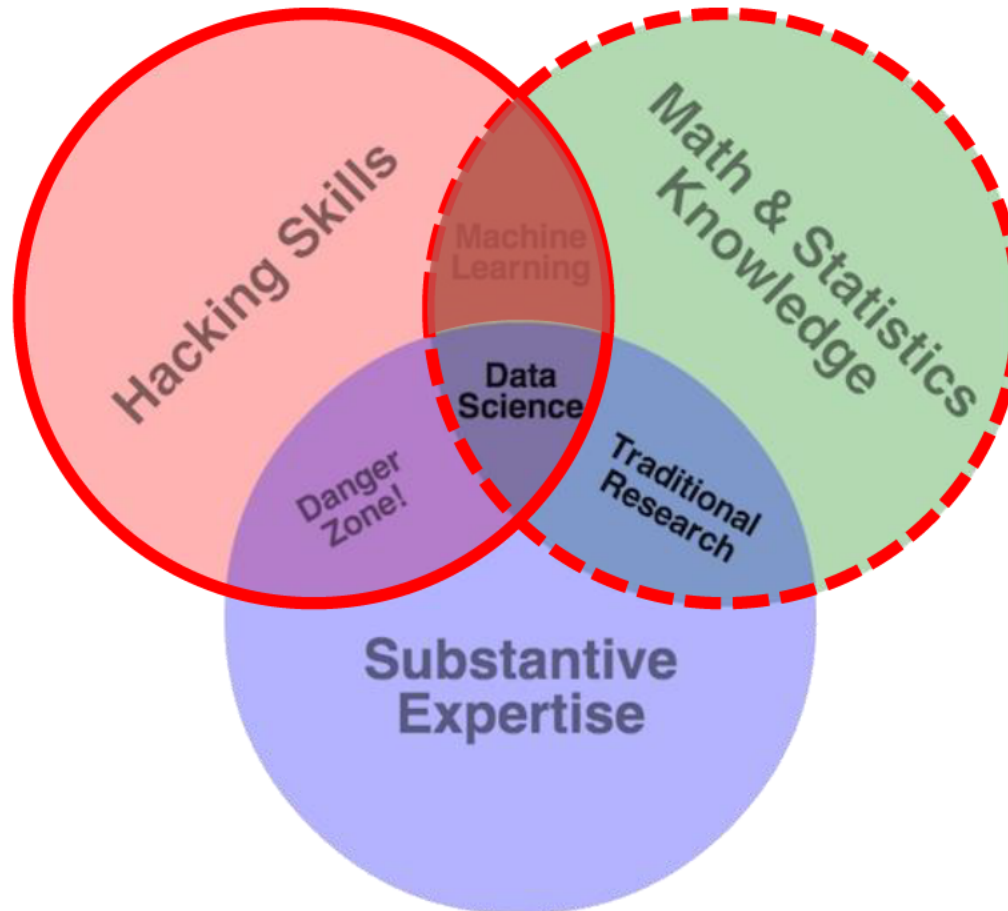 Hacking Skills
Math & Statistics
Knowledge
Machine
Learning
Data
Science
Danger
Zone!
Traditional
Research
Substantive
Expertise